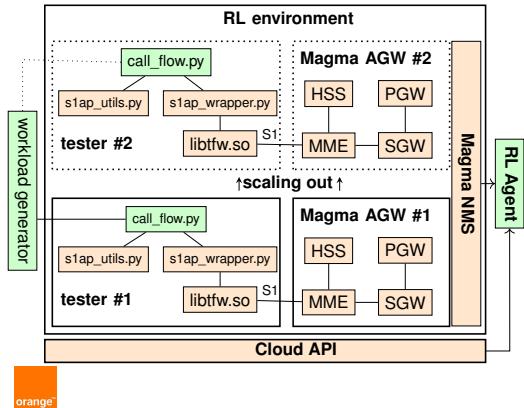 RL environment
call_flow.py
s1ap_utils.py
s1ap_wrapper.py
tester #2
libtfw.so
S1
Magma AGW #2
HSS
PGW
MME
SGW
↑scaling out↑
call_flow.py
s1ap_utils.py
s1ap_wrapper.py
tester #1
libtfw.so
S1
Magma AGW #1
HSS
PGW
MME
SGW
workload generator
Magma NMS
RL Agent
Cloud API
orange™